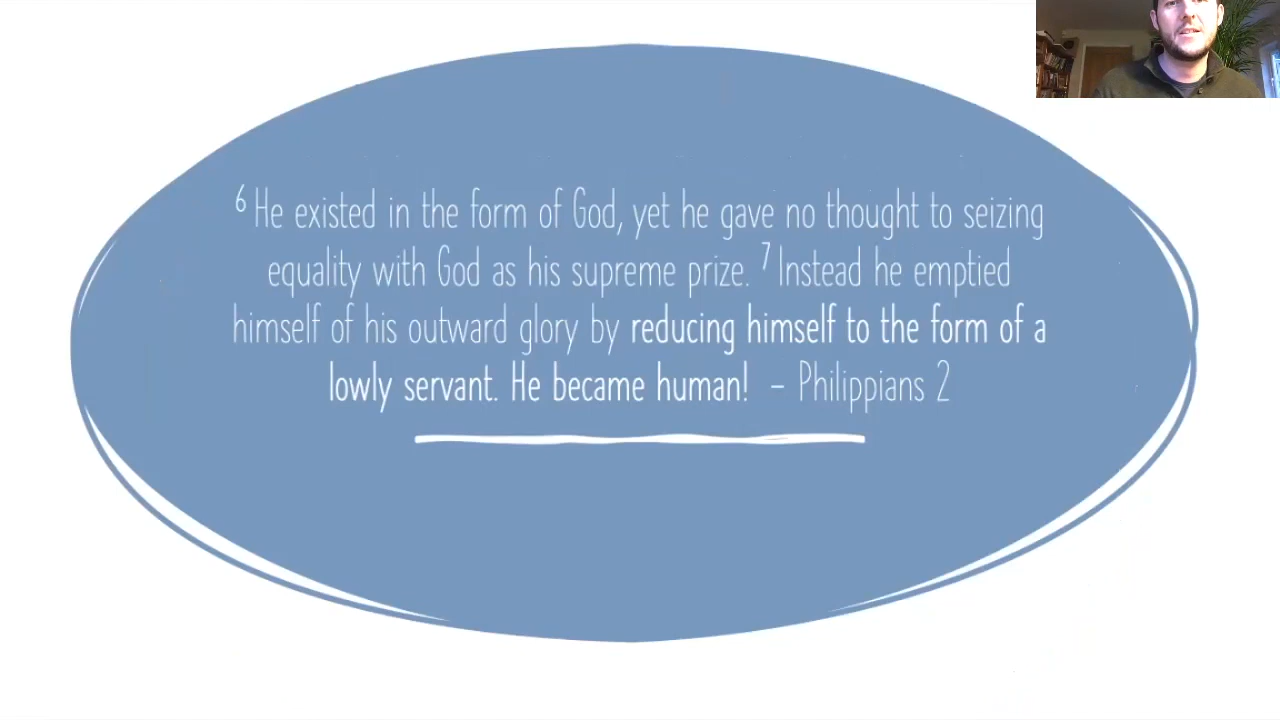 ⁶ He existed in the form of God, yet he gave no thought to seizing
equality with God as his supreme prize. ⁷ Instead he emptied
himself of his outward glory by reducing himself to the form of a
lowly servant. He became human! – Philippians 2